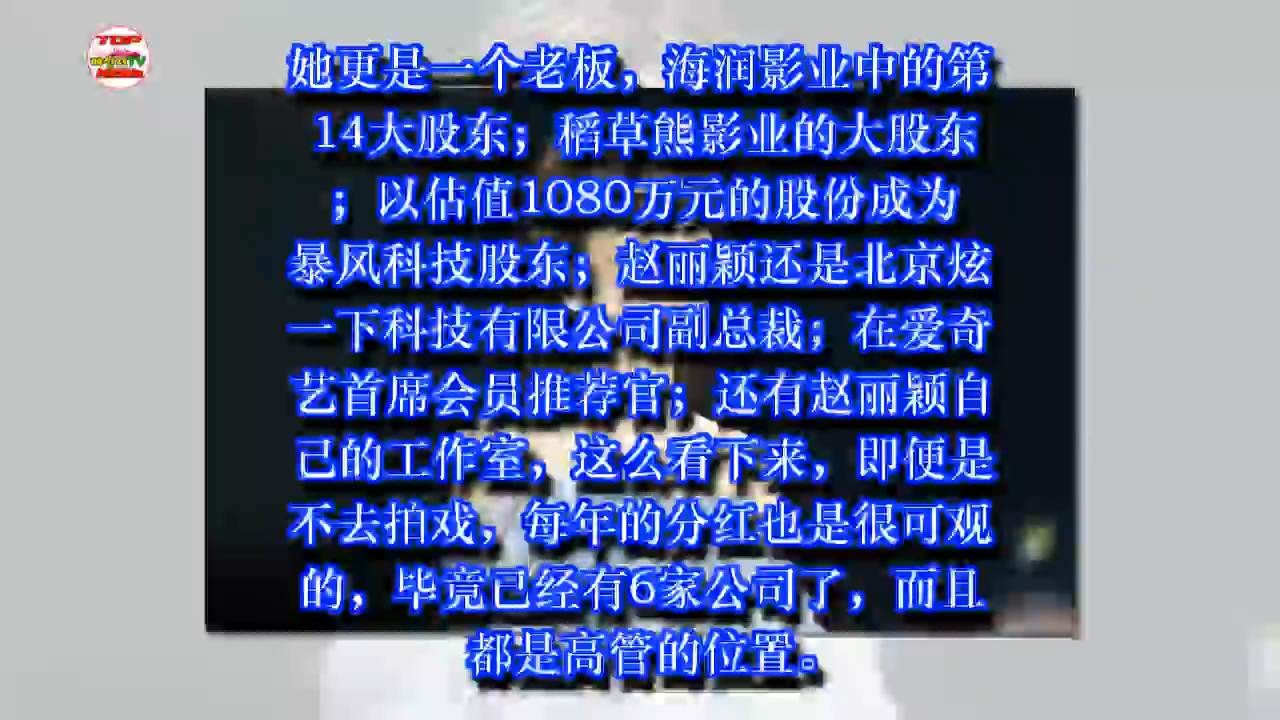 TOP
TV
她更是一个老板，海润影业中的第
14大股东；稻草熊影业的大股东
；以估值1080万元的股份成为
暴风科技股东；赵丽颖还是北京炫
一下科技有限公司副总裁；在爱奇
艺首席会员推荐官；还有赵丽颖自
己的工作室，这么看下来，即便是
不去拍戏，每年的分红也是很可观
的，毕竟已经有6家公司了，而且
都是高管的位置。